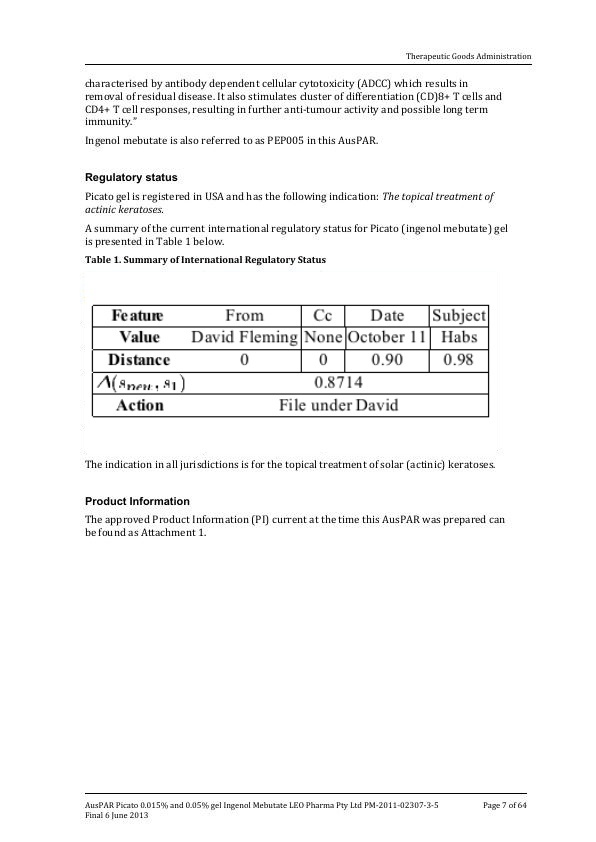 Therapeutic Goods Administration
characterised by antibody dependent cellular cytotoxicity (ADCC) which results in
removal of residual disease. It also stimulates cluster of differentiation (CD)8+ T cells and
CD4+ T cell responses, resulting in further anti-tumour activity and possible long term
immunity.”
Ingenol mebutate is also referred to as PEP005 in this AusPAR.
Regulatory status
Picato gel is registered in USA and has the following indication: The topical treatment of
actinic keratoses.
A summary of the current international regulatory status for Picato (ingenol mebutate) gel
is presented in Table 1 below.
Table 1. Summary of International Regulatory Status
Feature From Cc Date Subject
Value David Fleming None October 11 Habs
Distance 0 0 0.90 0.98
Λ(s_new, s_1) 0.8714
Action File under David
The indication in all jurisdictions is for the topical treatment of solar (actinic) keratoses.
Product Information
The approved Product Information (PI) current at the time this AusPAR was prepared can
be found as Attachment 1.
AusPAR Picato 0.015% and 0.05% gel Ingenol Mebutate LEO Pharma Pty Ltd PM-2011-02307-3-5 Page 7 of 64
Final 6 June 2013